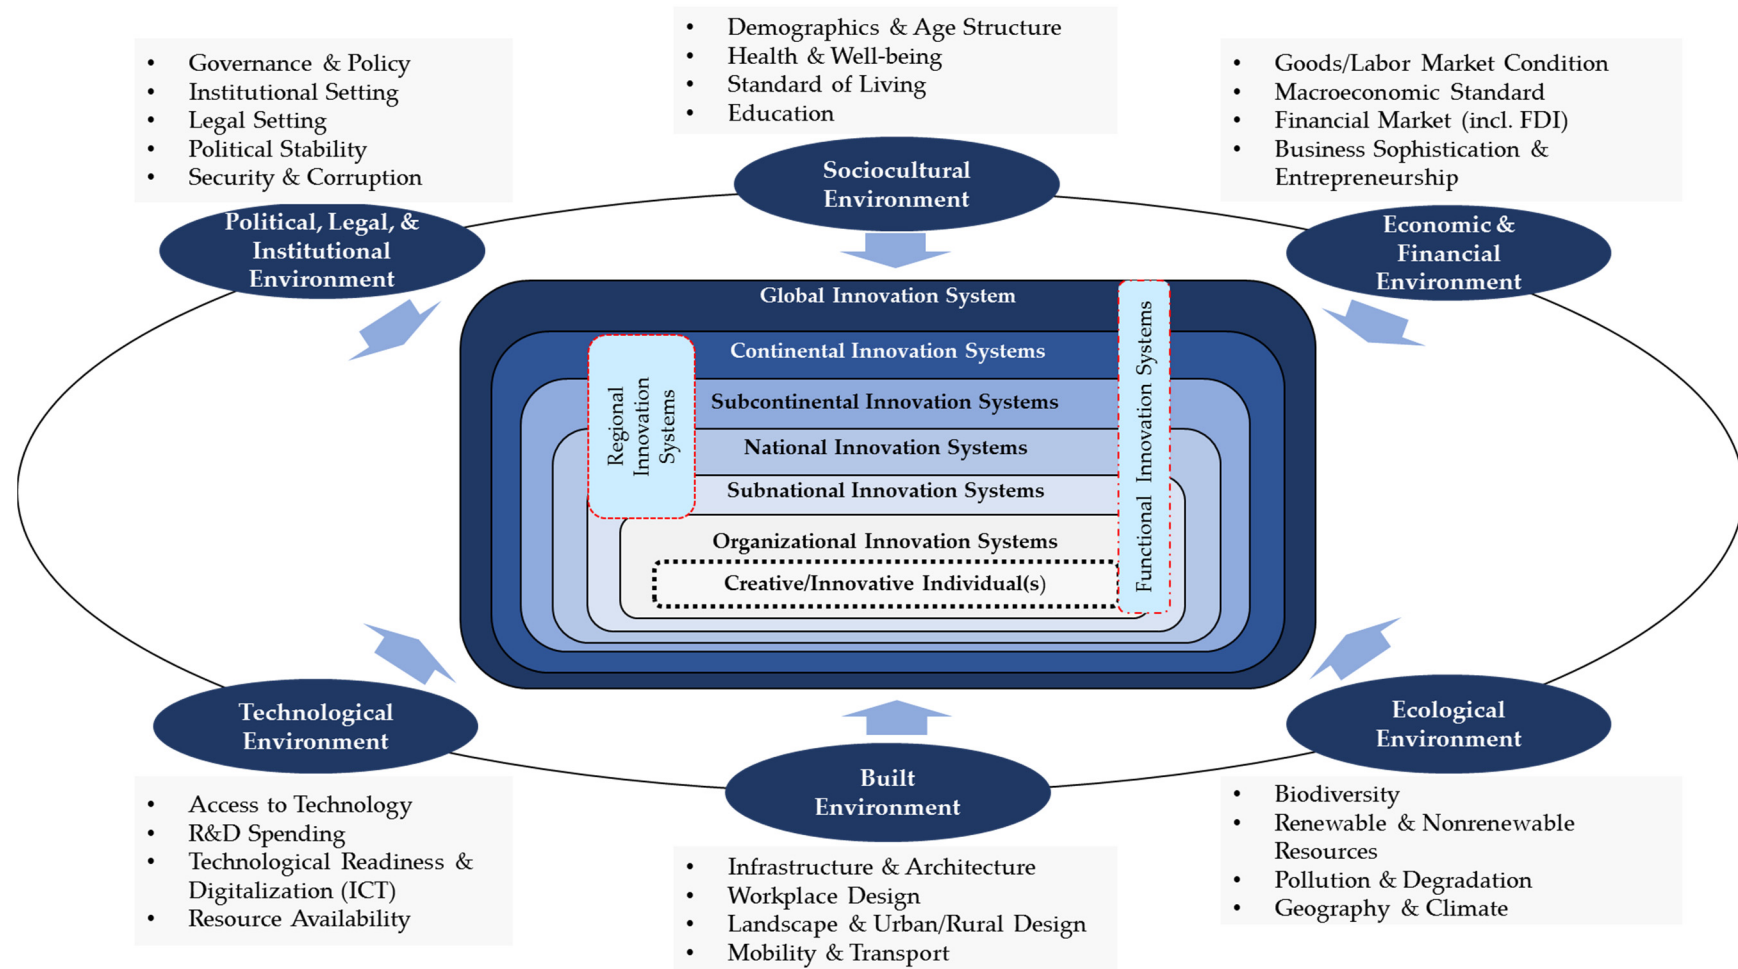 • Governance & Policy
• Institutional Setting
• Legal Setting
• Political Stability
• Security & Corruption
Political, Legal, &
Institutional
Environment
• Demographics & Age Structure
• Health & Well-being
• Standard of Living
• Education
Sociocultural
Environment
• Goods/Labor Market Condition
• Macroeconomic Standard
• Financial Market (incl. FDI)
• Business Sophistication &
Entrepreneurship
Economic &
Financial
Environment
Global Innovation System
Continental Innovation Systems
Subcontinental Innovation Systems
National Innovation Systems
Subnational Innovation Systems
Organizational Innovation Systems
Creative/Innovative Individual(s)
Regional
Innovation
Systems
Functional Innovation Systems
Technological
Environment
• Access to Technology
• R&D Spending
• Technological Readiness &
Digitalization (ICT)
• Resource Availability
Built
Environment
• Infrastructure & Architecture
• Workplace Design
• Landscape & Urban/Rural Design
• Mobility & Transport
Ecological
Environment
• Biodiversity
• Renewable & Nonrenewable
Resources
• Pollution & Degradation
• Geography & Climate